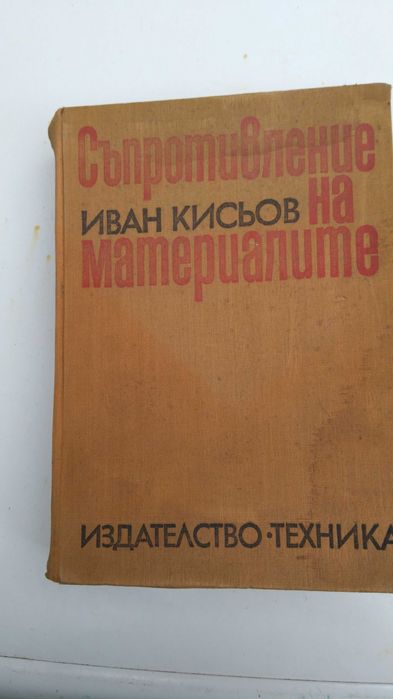 Съпротивление
ИВАН КИСЬОВ на
материалите
ИЗДАТЕЛСТВО·ТЕХНИКА